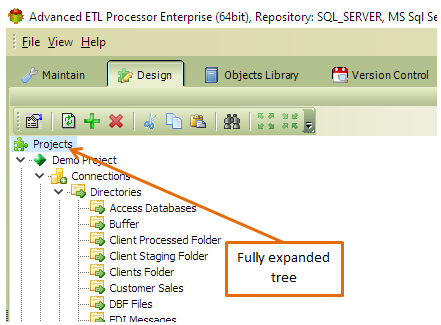 Advanced ETL Processor Enterprise (64bit), Repository: SQL_SERVER, MS Sql Se
File View Help
Maintain Design Objects Library Version Control
Projects
Demo Project
Connections
Directories
Access Databases
Buffer
Client Processed Folder
Client Staging Folder
Clients Folder
Customer Sales
DBF Files
EDI Messages
Fully expanded
tree